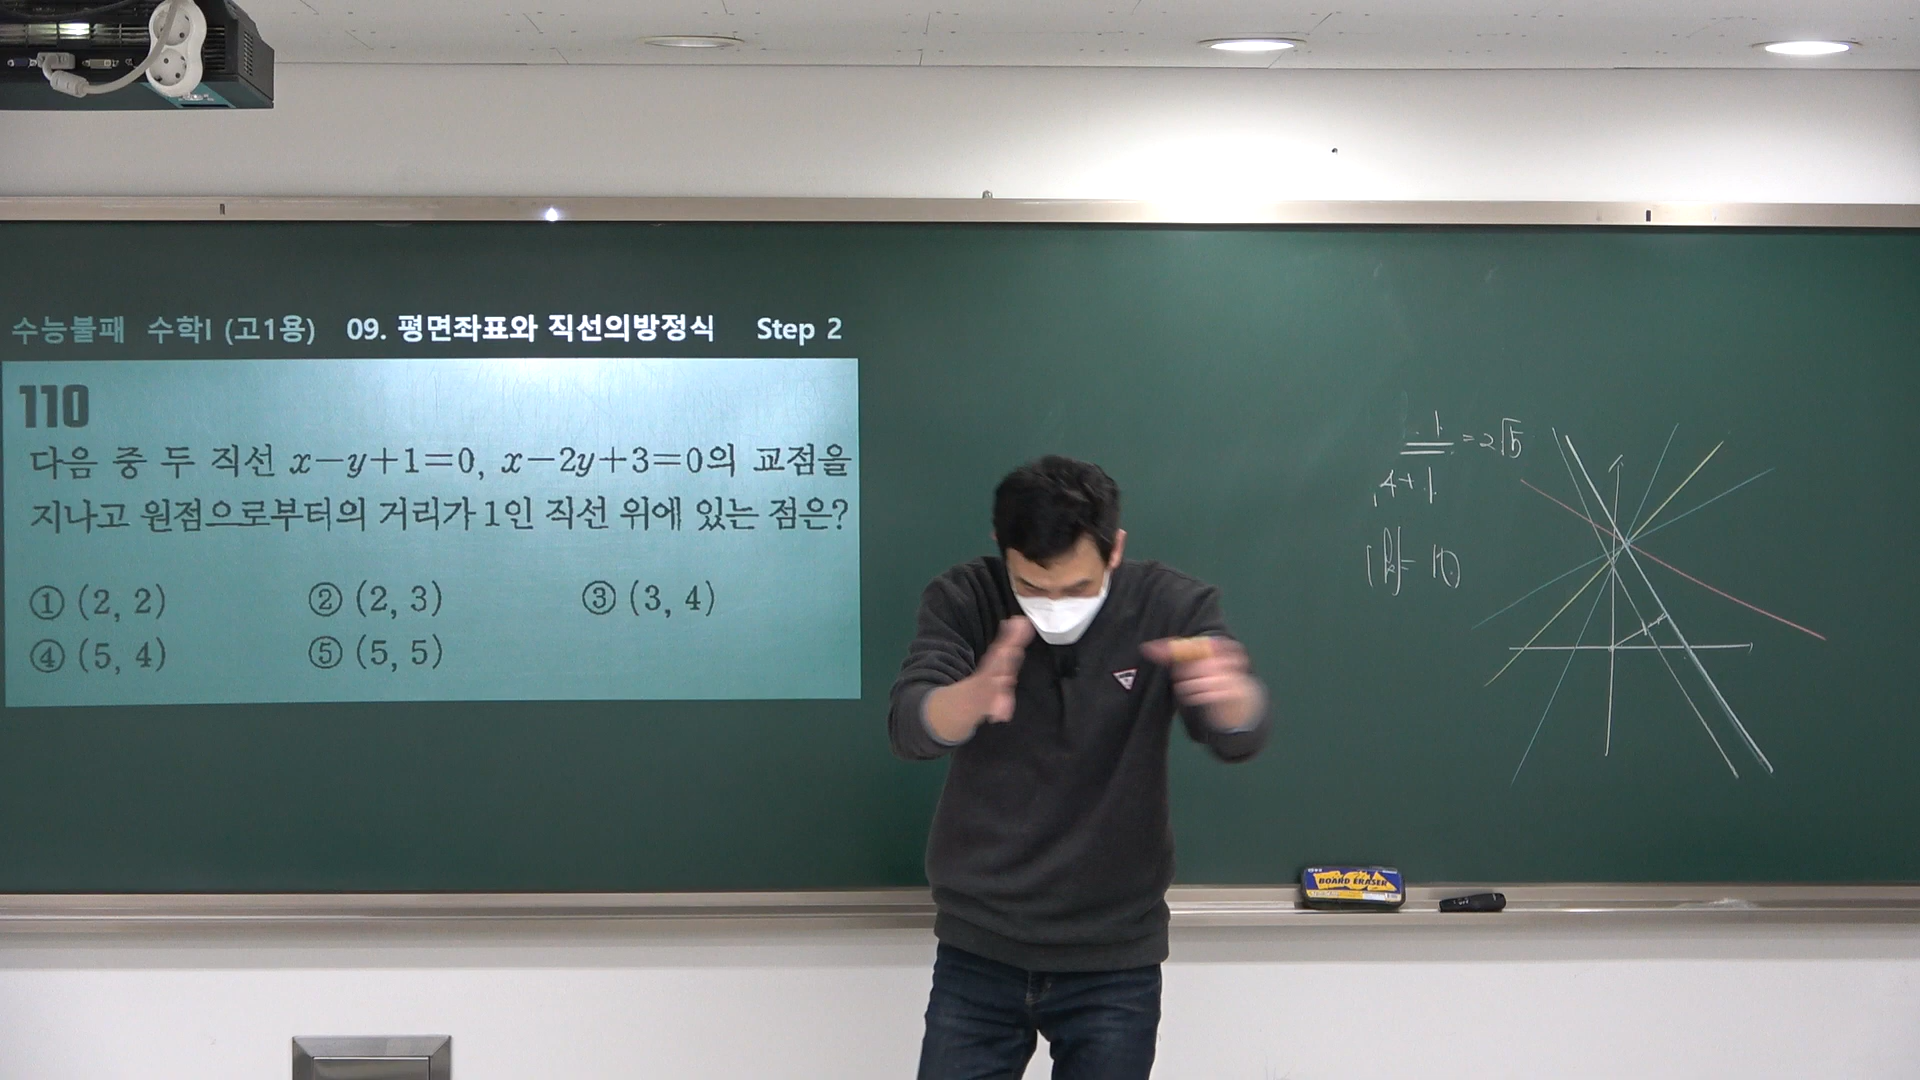 수능불패 수학I (고1용) 09. 평면좌표와 직선의방정식 Step 2
110
다음 중 두 직선 x-y+1=0, x-2y+3=0의 교점을
지나고 원점으로부터의 거리가 1인 직선 위에 있는 점은?
① (2, 2) ② (2, 3) ③ (3, 4)
④ (5, 4) ⑤ (5, 5)
= 2√5
4+1
BOARD ERASER